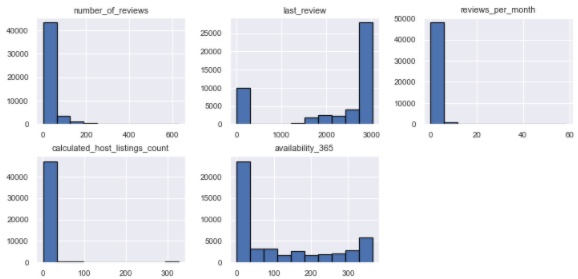 number_of_reviews
last_review
reviews_per_month
40000
30000
20000
10000
0
0 200 400 600
25000
20000
15000
10000
5000
0
0 1000 2000 3000
50000
40000
30000
20000
10000
0
0 20 40 60
calculated_host_listings_count
availability_365
40000
30000
20000
10000
0
0 100 200 300
20000
15000
10000
5000
0
0 100 200 300